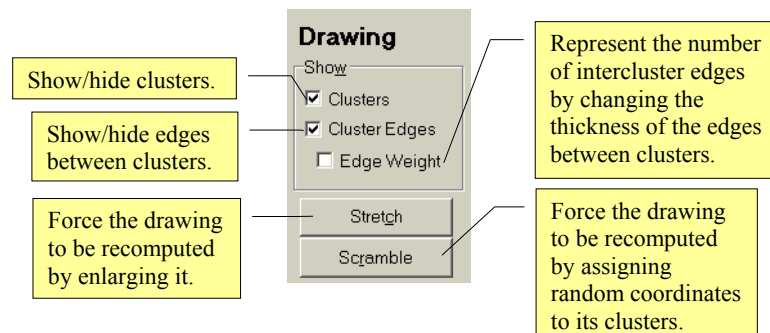 Drawing
Show
Clusters
Cluster Edges
Edge Weight
Stretch
Scramble
Show/hide clusters.
Show/hide edges
between clusters.
Force the drawing
to be recomputed
by enlarging it.
Represent the number
of intercluster edges
by changing the
thickness of the edges
between clusters.
Force the drawing
to be recomputed
by assigning
random coordinates
to its clusters.